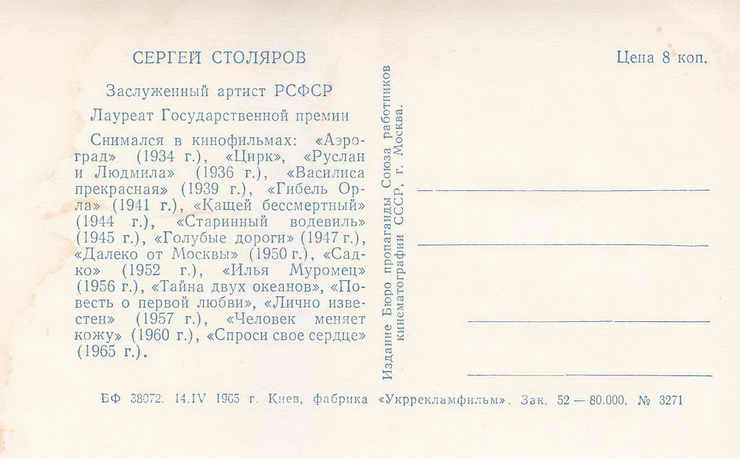 СЕРГЕЙ СТОЛЯРОВ
Заслуженный артист РСФСР
Лауреат Государственной премии
Снимался в кинофильмах: «Аэро-
град» (1934 г.), «Цирк», «Руслан
и Людмила» (1936 г.), «Василиса
прекрасная» (1939 г.), «Гибель Ор-
ла» (1941 г.), «Кащей бессмертный»
(1944 г.), «Старинный водевиль»
(1945 г.), «Голубые дороги» (1947 г.),
«Далеко от Москвы» (1950 г.), «Сад-
ко» (1952 г.), «Илья Муромец»
(1956 г.), «Тайна двух океанов», «По-
весть о первой любви», «Лично изве-
стен» (1957 г.), «Человек меняет
кожу» (1960 г.), «Спроси свое сердце»
(1965 г.).
Издание Бюро пропаганды Союза работников
кинематографии СССР, г. Москва.
Цена 8 коп.
БФ 38072. 14.IV 1965 г. Киев, фабрика «Укррекламфильм». Зак. 52 — 80.000. № 3271